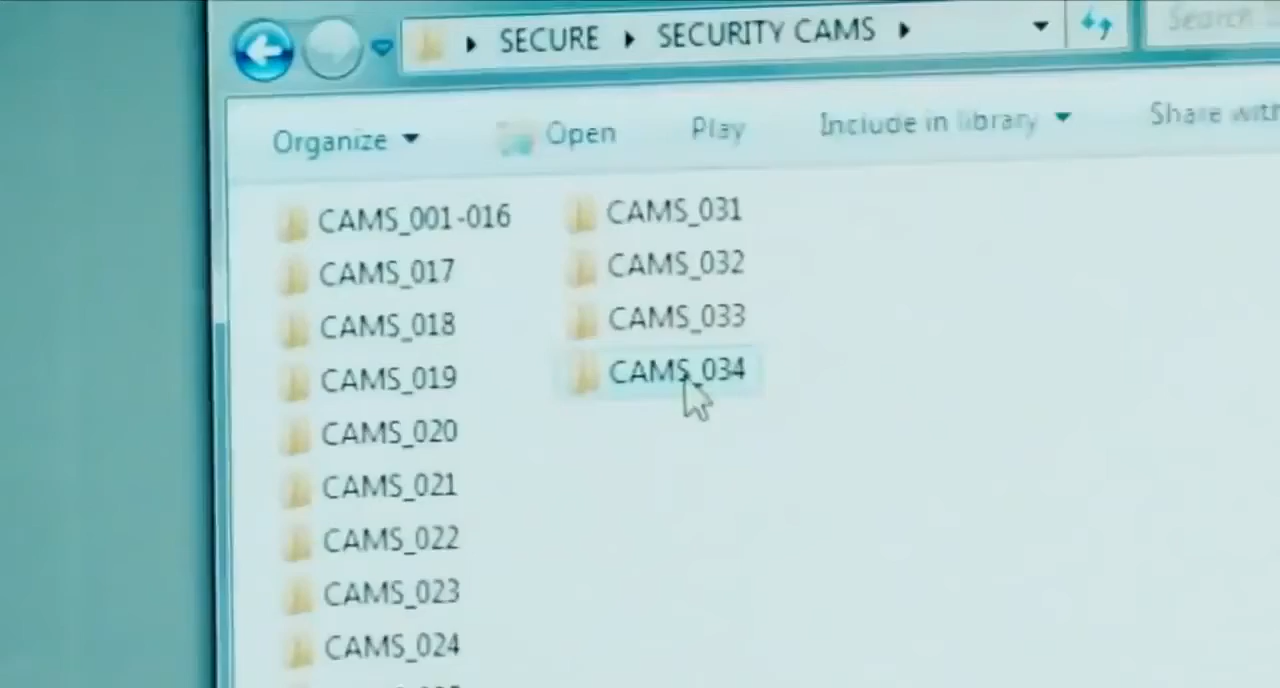 SECURE SECURITY CAMS Search
Organize Open Play Include in library Share with
CAMS_001-016
CAMS_017
CAMS_018
CAMS_019
CAMS_020
CAMS_021
CAMS_022
CAMS_023
CAMS_024
CAMS_031
CAMS_032
CAMS_033
CAMS_034